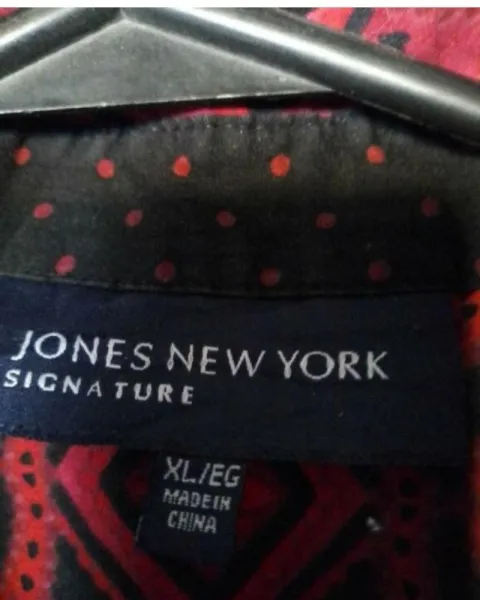 JONES NEW YORK
SIGNATURE
XL/EG
MADE IN
CHINA